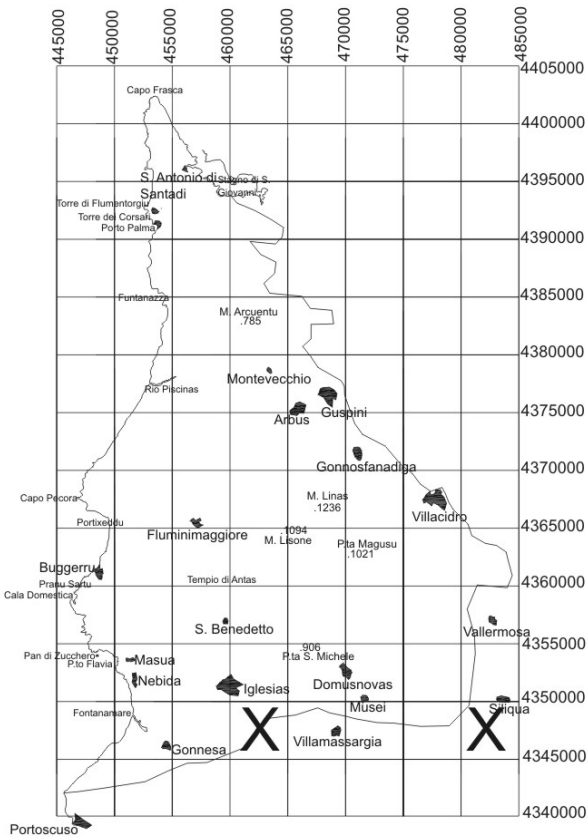 445000
450000
455000
460000
465000
470000
475000
480000
485000
4405000
Capo Frasca
4400000
S. Antonio di
Santadi
Stagno di S.
Giovanni
4395000
Torre di Flumentorgiu
Torre dei Corsari
Porto Palma
4390000
Funtanazza
4385000
M. Arcuentu
.785
4380000
Montevecchio
Rio Piscinas
Arbus
Guspini
4375000
Gonnosfanadiga
4370000
Capo Pecora
M. Linas
.1236
Villacidro
Portixeddu
Fluminimaggiore
.1094
M. Lisone
4365000
P.ta Magusu
.1021
Buggerru
Pranu Sartu
Cala Domestica
Tempio di Antas
4360000
S. Benedetto
Vallermosa
4355000
Pan di Zucchero
P.to Flavia
Masua
.906
P.ta S. Michele
Nebida
Iglesias
Domusnovas
Musei
Siliqua
4350000
Fontanamare
X
X
Gonnesa
Villamassargia
4345000
Portoscuso
4340000